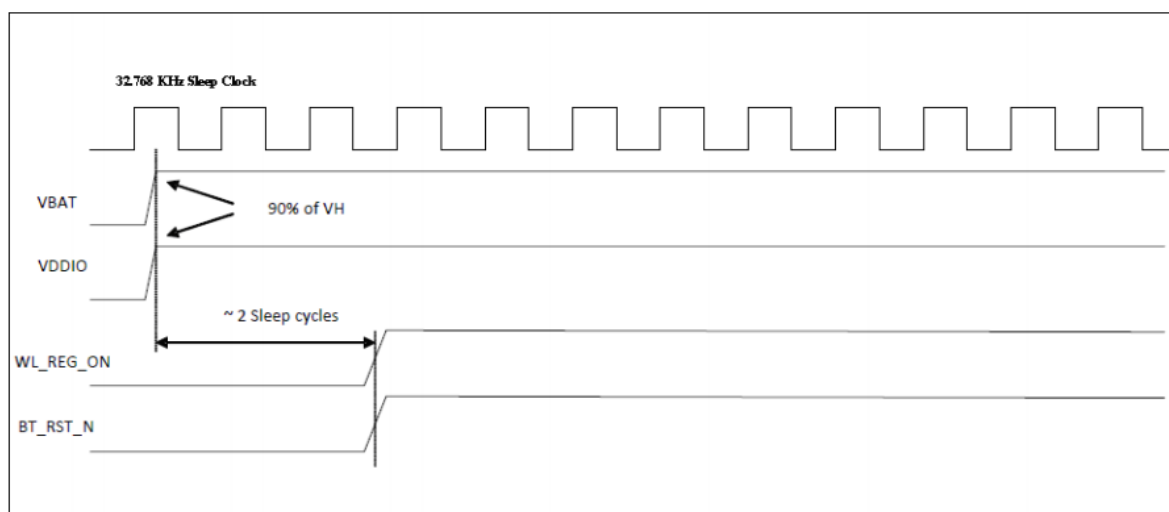 32.768 KHz Sleep Clock
VBAT
90% of VH
VDDIO
~ 2 Sleep cycles
WL_REG_ON
BT_RST_N